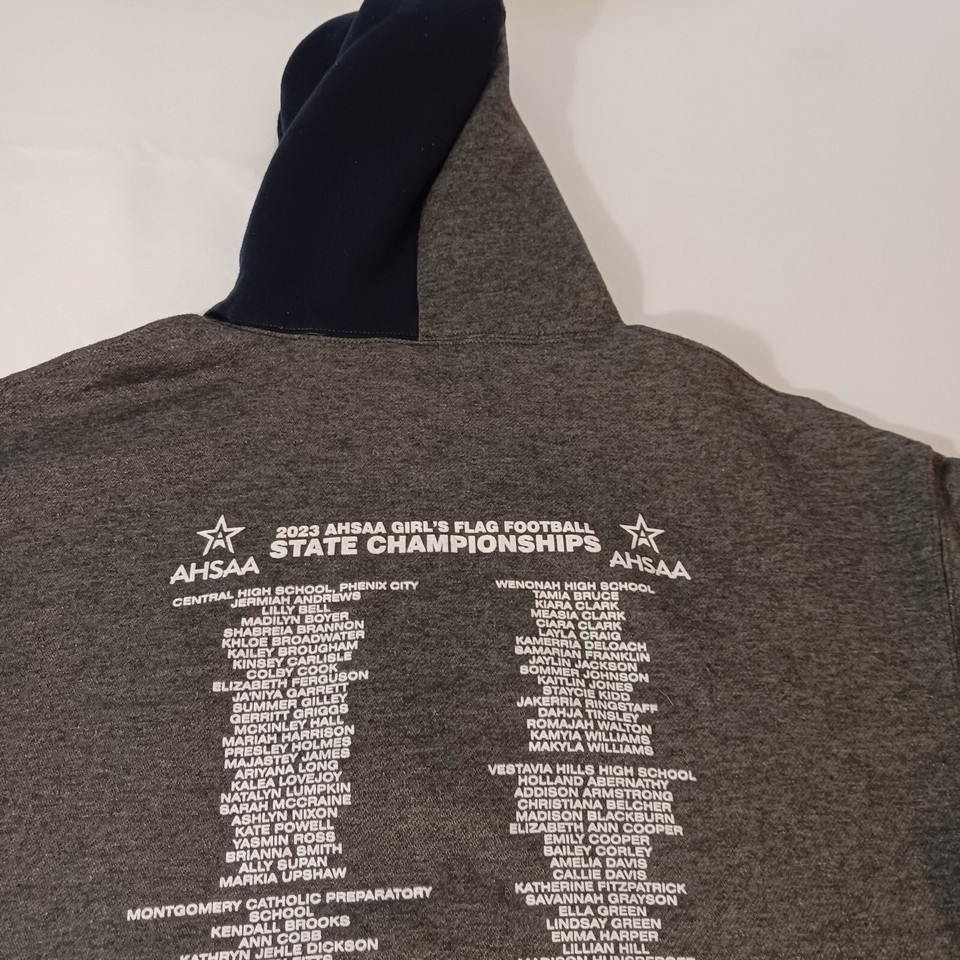 2023 AHSAA GIRL'S FLAG FOOTBALL
STATE CHAMPIONSHIPS
AHSAA
AHSAA
CENTRAL HIGH SCHOOL, PHENIX CITY
JERMIAH ANDREWS
LILLY BELL
MADILYN BOYER
SHABREIA BRANNON
KHLOE BROADWATER
KAILEY BROUGHAM
KINSEY CARLISLE
COLBY COOK
ELIZABETH FERGUSON
JA'NIYA GARRETT
SUMMER GILLEY
GERRITT GRIGGS
MCKINLEY HALL
MARIAH HARRISON
PRESLEY HOLMES
MAJASTEY JAMES
ARIYANA LONG
KALEA LOVEJOY
NATALYN LUMPKIN
SARAH MCCRAINE
ASHLYN NIXON
KATE POWELL
YASMIN ROSS
BRIANNA SMITH
ALLY SUPAN
MARKIA UPSHAW
MONTGOMERY CATHOLIC PREPARATORY
SCHOOL
KENDALL BROOKS
ANN COBB
KATHRYN JEHLE DICKSON
WENONAH HIGH SCHOOL
TAMIA BRUCE
KIARA CLARK
MEASIA CLARK
CIARA CLARK
LAYLA CRAIG
KAMERRIA DELOACH
SAMARIAN FRANKLIN
JAYLIN JACKSON
SOMMER JOHNSON
CAITLIN JONES
STAYCIE KIDD
JAKERRIA RINGSTAFF
DAHJA TINSLEY
ROMAJAH WALTON
KAMYIA WILLIAMS
MAKYLA WILLIAMS
VESTAVIA HILLS HIGH SCHOOL
HOLLAND ABERNATHY
ADDISON ARMSTRONG
CHRISTIANA BELCHER
MADISON BLACKBURN
ELIZABETH ANN COOPER
EMILY COOPER
BAILEY CORLEY
AMELIA DAVIS
CALLIE DAVIS
KATHERINE FITZPATRICK
SAVANNAH GRAYSON
ELLA GREEN
LINDSAY GREEN
EMMA HARPER
LILLIAN HILL
MADISON HUNSBERGER